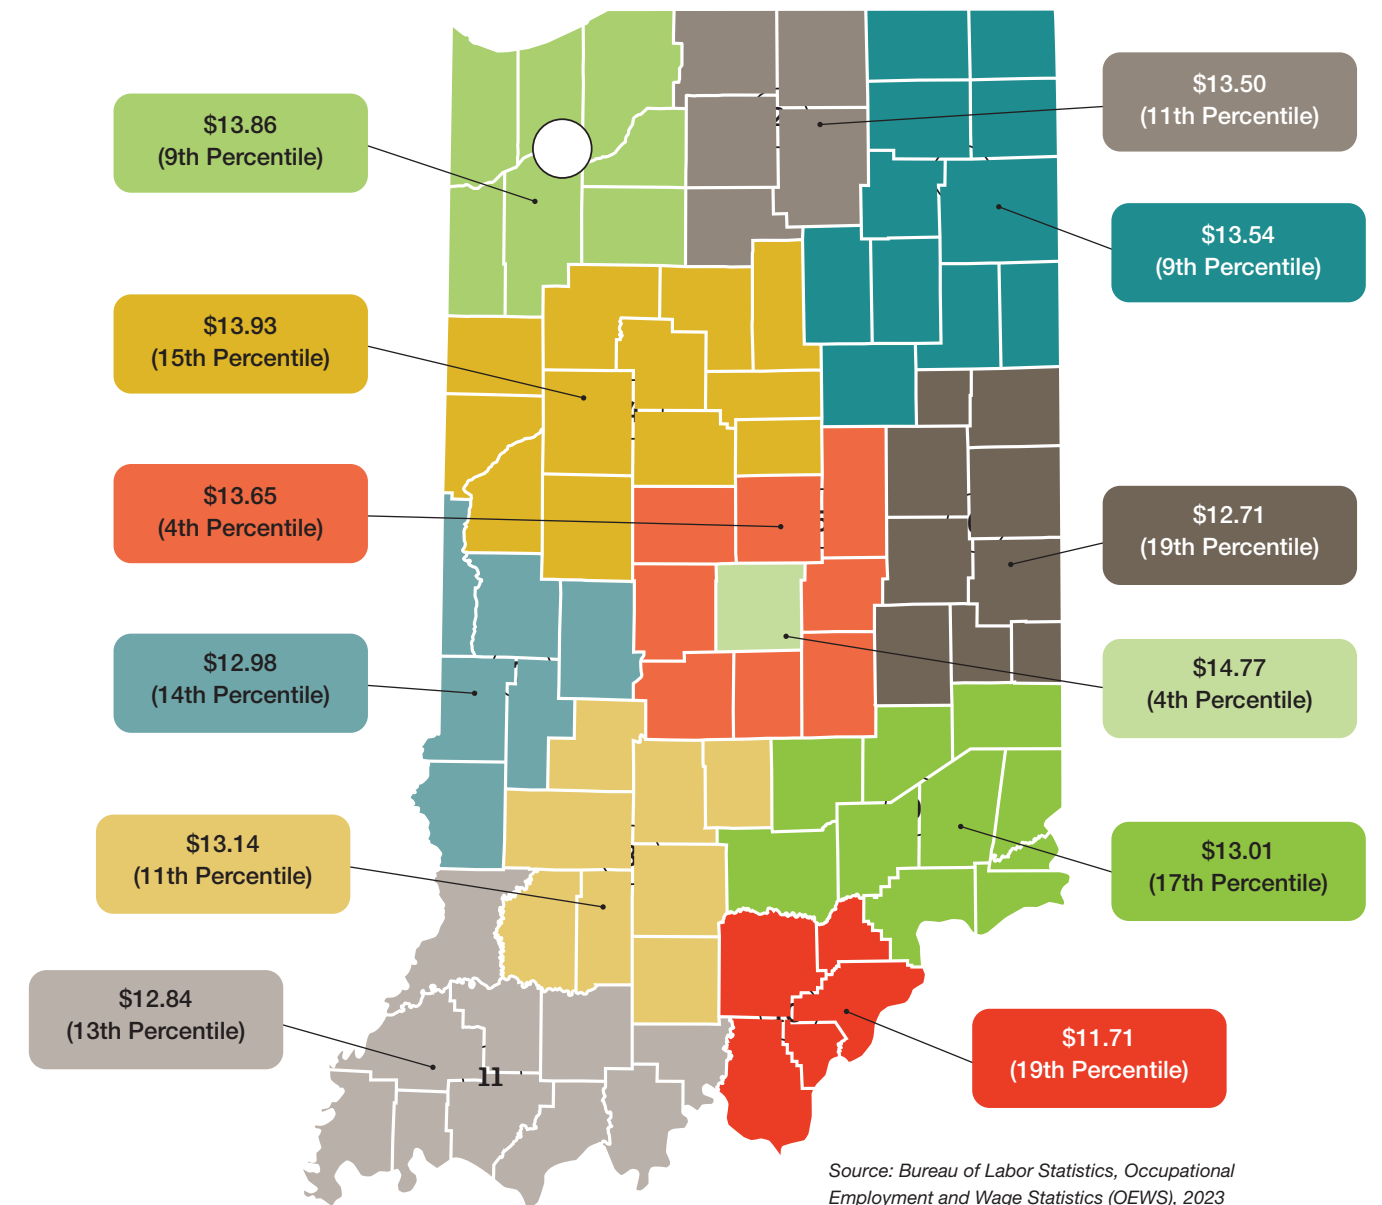 $13.50
(11th Percentile)
$13.86
(9th Percentile)
$13.54
(9th Percentile)
$13.93
(15th Percentile)
$13.65
(4th Percentile)
$12.71
(19th Percentile)
$12.98
(14th Percentile)
$14.77
(4th Percentile)
$13.14
(11th Percentile)
$13.01
(17th Percentile)
$12.84
(13th Percentile)
$11.71
(19th Percentile)
11
Source: Bureau of Labor Statistics, Occupational
Employment and Wage Statistics (OEWS), 2023